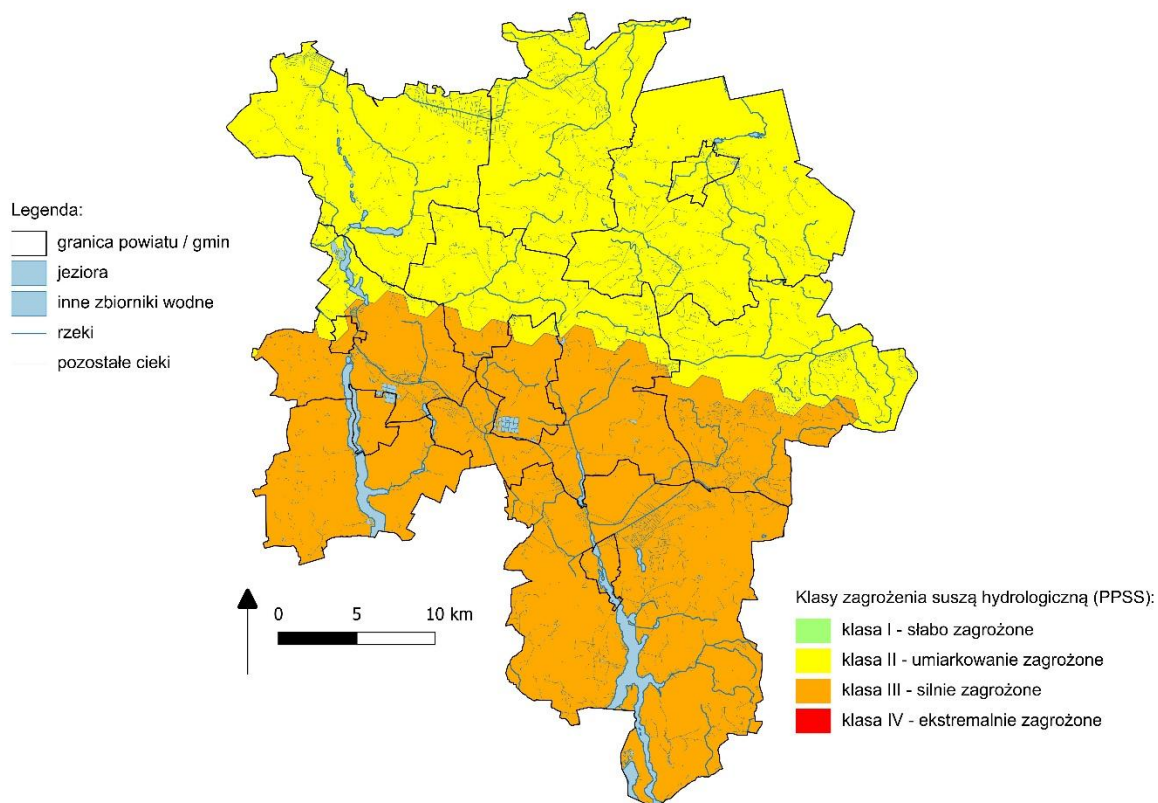 Legenda:
granica powiatu / gmin
jeziora
inne zbiorniki wodne
rzeki
pozostałe cieki
0 5 10 km
Klasy zagrożenia suszą hydrologiczną (PPSS):
klasa I - słabo zagrożone
klasa II - umiarkowanie zagrożone
klasa III - silnie zagrożone
klasa IV - ekstremalnie zagrożone